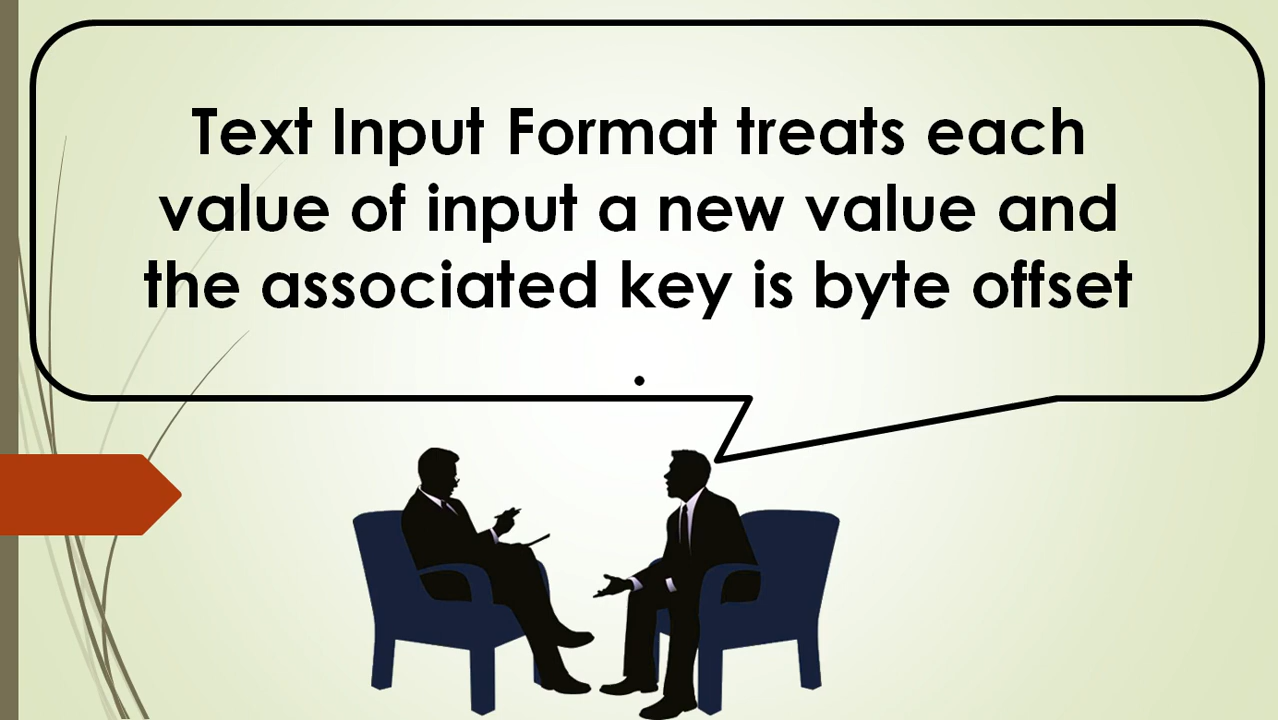 Text Input Format treats each
value of input a new value and
the associated key is byte offset
.